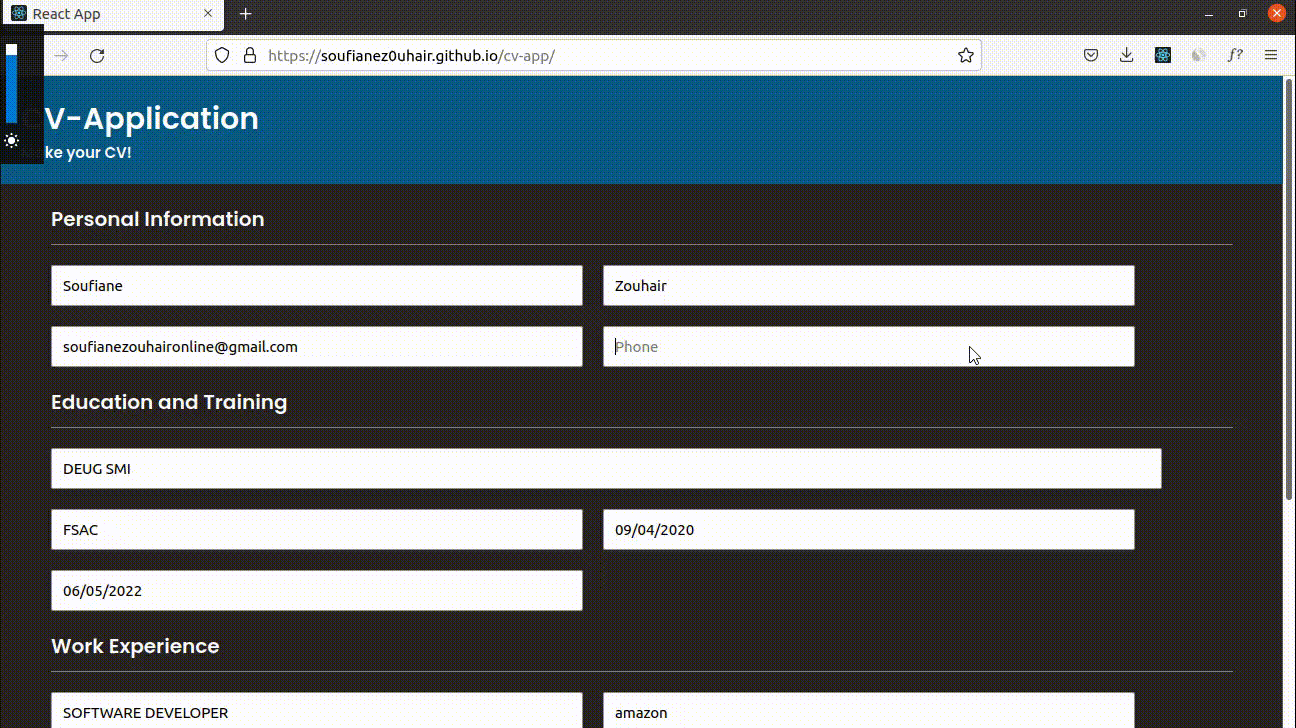 React App
https://soufianez0uhair.github.io/cv-app/
f?
V-Application
ke your CV!
Personal Information
Soufiane Zouhair
soufianezouhaironline@gmail.com Phone
Education and Training
DEUG SMI
FSAC 09/04/2020
06/05/2022
Work Experience
SOFTWARE DEVELOPER amazon